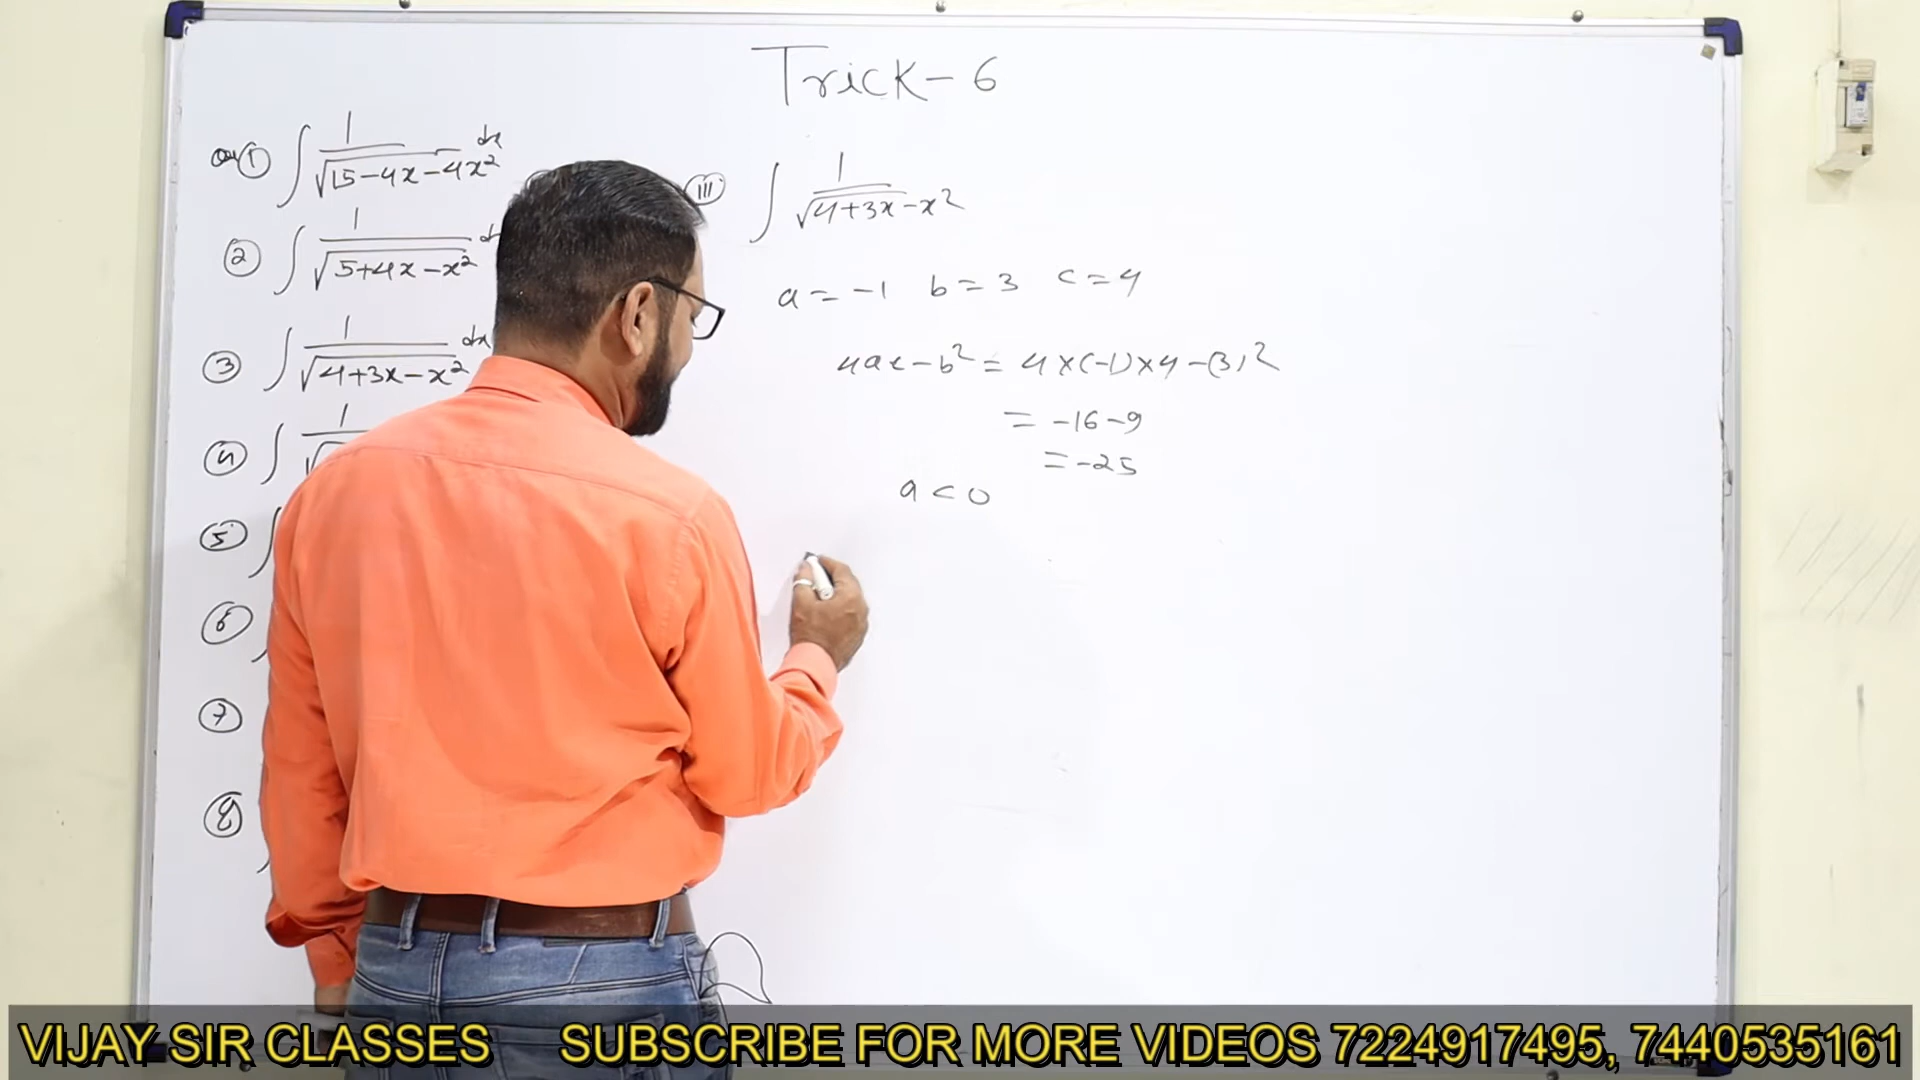 Trick-6
Qu ① ∫ 1/√(15-4x-4x²) dx
② ∫ 1/√(5+4x-x²)
③ ∫ 1/√(4+3x-x²) dx
④ ∫ 1/√
⑤ ∫
⑥
⑦
⑧
(iii) ∫ 1/√(4+3x-x²)
a = -1 b = 3 c = 4
4ac-b² = 4×(-1)×4-(3)²
= -16-9
= -25
a < 0
VIJAY SIR CLASSES SUBSCRIBE FOR MORE VIDEOS 7224917495, 7440535161